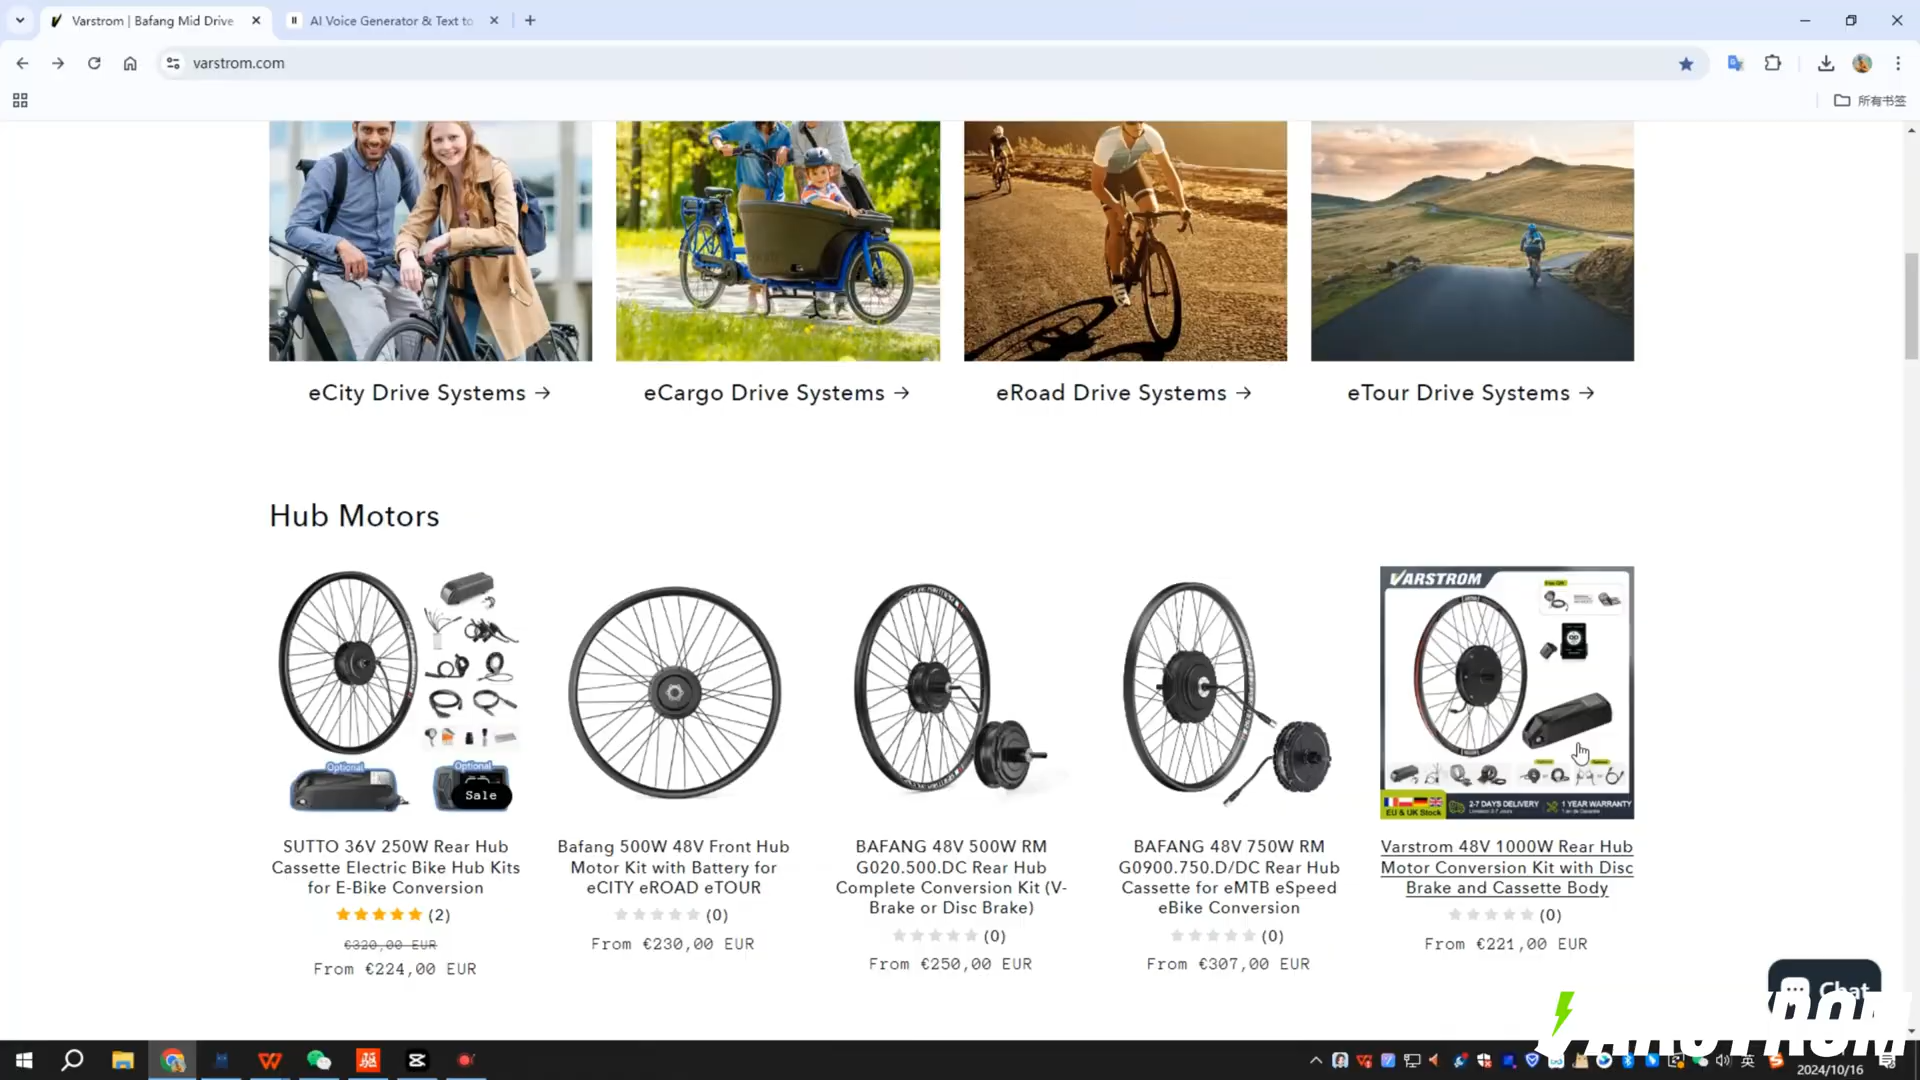 Varstrom | Bafang Mid Drive
AI Voice Generator & Text to
varstrom.com
所有书签
eCity Drive Systems →
eCargo Drive Systems →
eRoad Drive Systems →
eTour Drive Systems →
Hub Motors
Optional
Optional
Sale
VARSTROM
EU & UK Stock
2-7 DAYS DELIVERY
1 YEAR WARRANTY
SUTTO 36V 250W Rear Hub
Cassette Electric Bike Hub Kits
for E-Bike Conversion
(2)
€320,00 EUR
From €224,00 EUR
Bafang 500W 48V Front Hub
Motor Kit with Battery for
eCITY eROAD eTOUR
(0)
From €230,00 EUR
BAFANG 48V 500W RM
G020.500.DC Rear Hub
Complete Conversion Kit (V-
Brake or Disc Brake)
(0)
From €250,00 EUR
BAFANG 48V 750W RM
G0900.750.D/DC Rear Hub
Cassette for eMTB eSpeed
eBike Conversion
(0)
From €307,00 EUR
Varstrom 48V 1000W Rear Hub
Motor Conversion Kit with Disc
Brake and Cassette Body
(0)
From €221,00 EUR
Chat
VARSTROM
英
2024/10/16